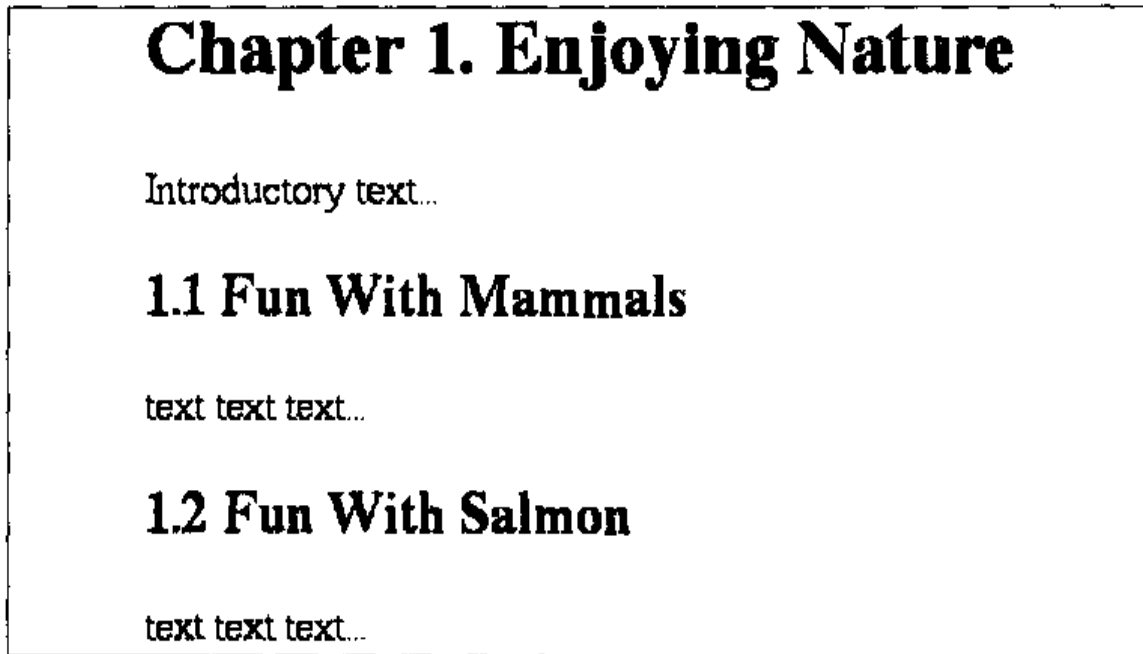 Chapter 1. Enjoying Nature
Introductory text...
1.1 Fun With Mammals
text text text...
1.2 Fun With Salmon
text text text...